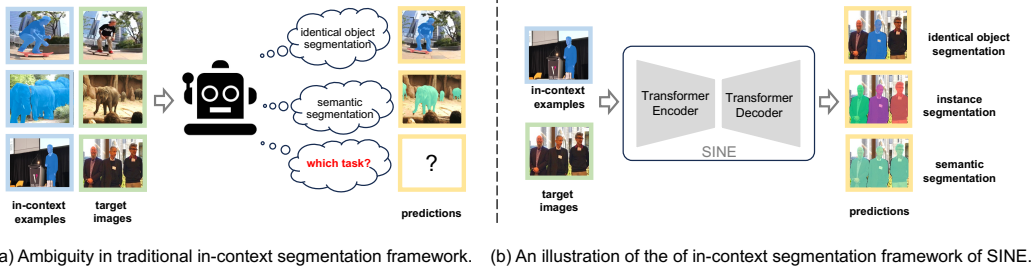 identical object
segmentation
semantic
segmentation
which task?
?
in-context
examples
target
images
predictions
in-context
examples
target
images
Transformer
Encoder
Transformer
Decoder
SINE
identical object
segmentation
instance
segmentation
semantic
segmentation
predictions
a) Ambiguity in traditional in-context segmentation framework.
(b) An illustration of the of in-context segmentation framework of SINE.